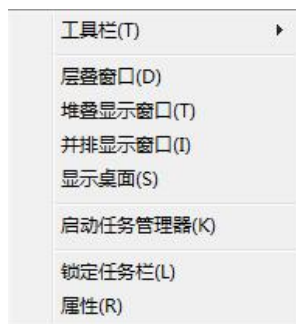 工具栏(T)
层叠窗口(D)
堆叠显示窗口(T)
并排显示窗口(I)
显示桌面(S)
启动任务管理器(K)
锁定任务栏(L)
属性(R)